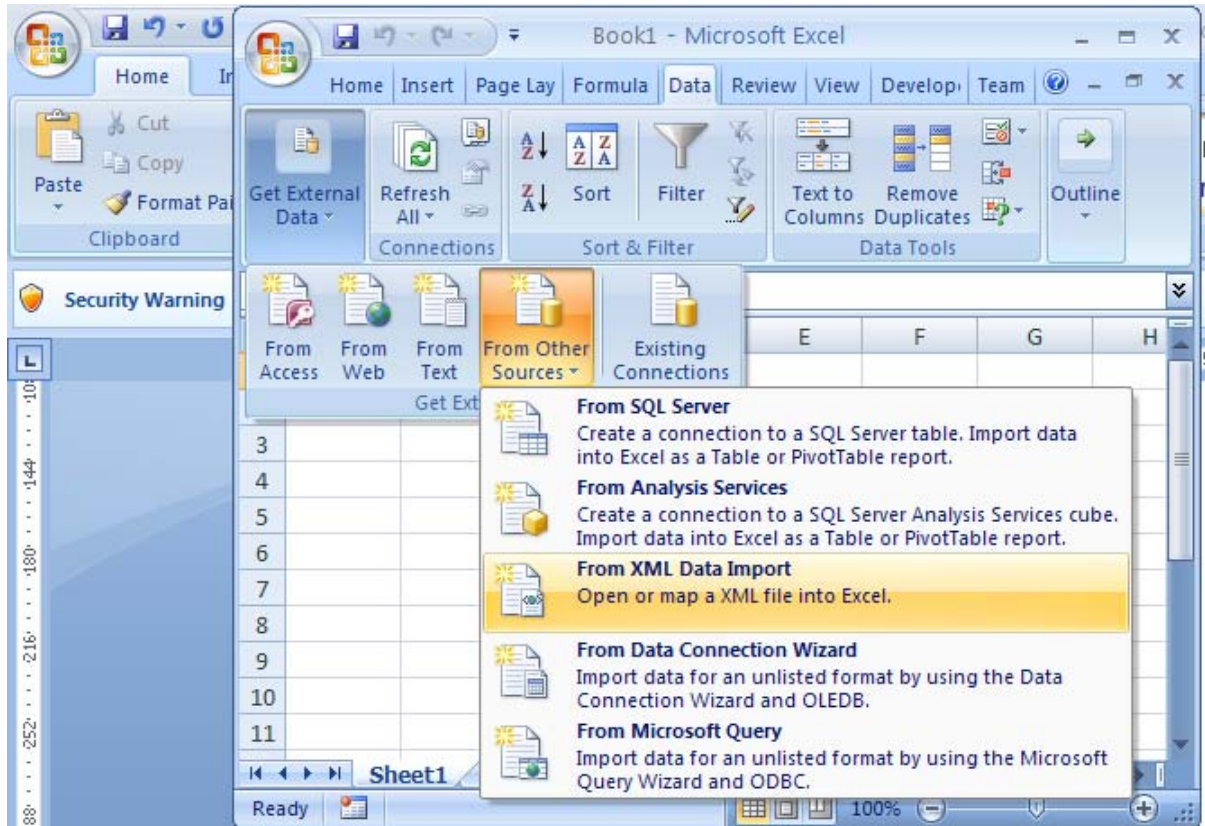 Book1 - Microsoft Excel
Home
Home Insert Page Lay Formula Data Review View Develop Team
Cut
Copy
Paste
Format Pai
Clipboard
Get External Data
Refresh All
Sort
Filter
Text to Columns
Remove Duplicates
Outline
Connections
Sort & Filter
Data Tools
Security Warning
From Access
From Web
From Text
From Other Sources
Existing Connections
Get Ext
E F G H
From SQL Server
Create a connection to a SQL Server table. Import data
into Excel as a Table or PivotTable report.
From Analysis Services
Create a connection to a SQL Server Analysis Services cube.
Import data into Excel as a Table or PivotTable report.
From XML Data Import
Open or map a XML file into Excel.
From Data Connection Wizard
Import data for an unlisted format by using the Data
Connection Wizard and OLEDB.
From Microsoft Query
Import data for an unlisted format by using the Microsoft
Query Wizard and ODBC.
3
4
5
6
7
8
9
10
11
144
180
216
252
Sheet1
Ready
100%